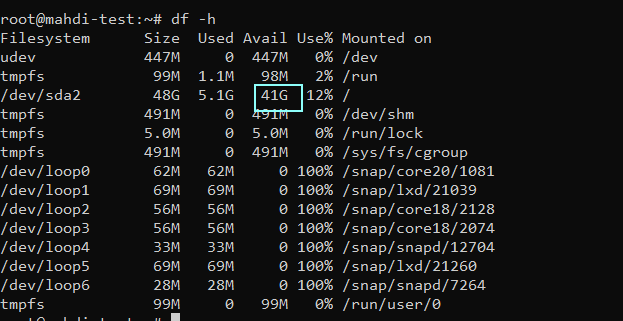 root@mahdi-test:~# df -h
Filesystem      Size  Used Avail Use% Mounted on
udev            447M     0  447M   0% /dev
tmpfs            99M  1.1M   98M   2% /run
/dev/sda2        48G  5.1G   41G  12% /
tmpfs           491M     0  491M   0% /dev/shm
tmpfs           5.0M     0  5.0M   0% /run/lock
tmpfs           491M     0  491M   0% /sys/fs/cgroup
/dev/loop0       62M   62M     0 100% /snap/core20/1081
/dev/loop1       69M   69M     0 100% /snap/lxd/21039
/dev/loop2       56M   56M     0 100% /snap/core18/2128
/dev/loop3       56M   56M     0 100% /snap/core18/2074
/dev/loop4       33M   33M     0 100% /snap/snapd/12704
/dev/loop5       69M   69M     0 100% /snap/lxd/21260
/dev/loop6       28M   28M     0 100% /snap/snapd/7264
tmpfs            99M     0   99M   0% /run/user/0
root@mahdi-test:~#